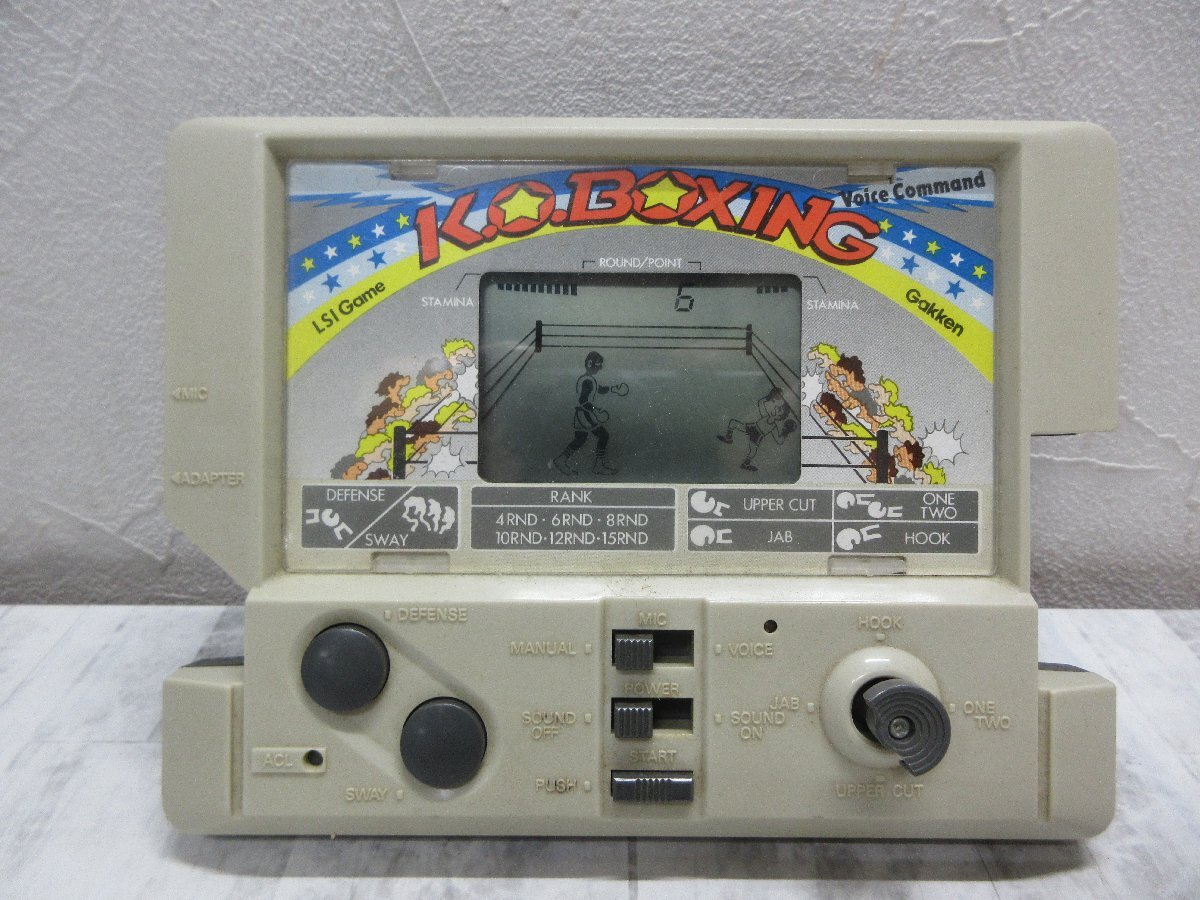 K.O.BOXING
Voice Command
LSI Game
Gakken
ROUND/POINT
STAMINA
STAMINA
6
MIC
ADAPTER
DEFENSE
SWAY
RANK
4RND·6RND·8RND
10RND·12RND·15RND
UPPER CUT
ONE
TWO
JAB
HOOK
DEFENSE
SWAY
ACL
MIC
MANUAL
VOICE
POWER
SOUND
OFF
SOUND
ON
START
PUSH
HOOK
JAB
ONE
TWO
UPPER CUT